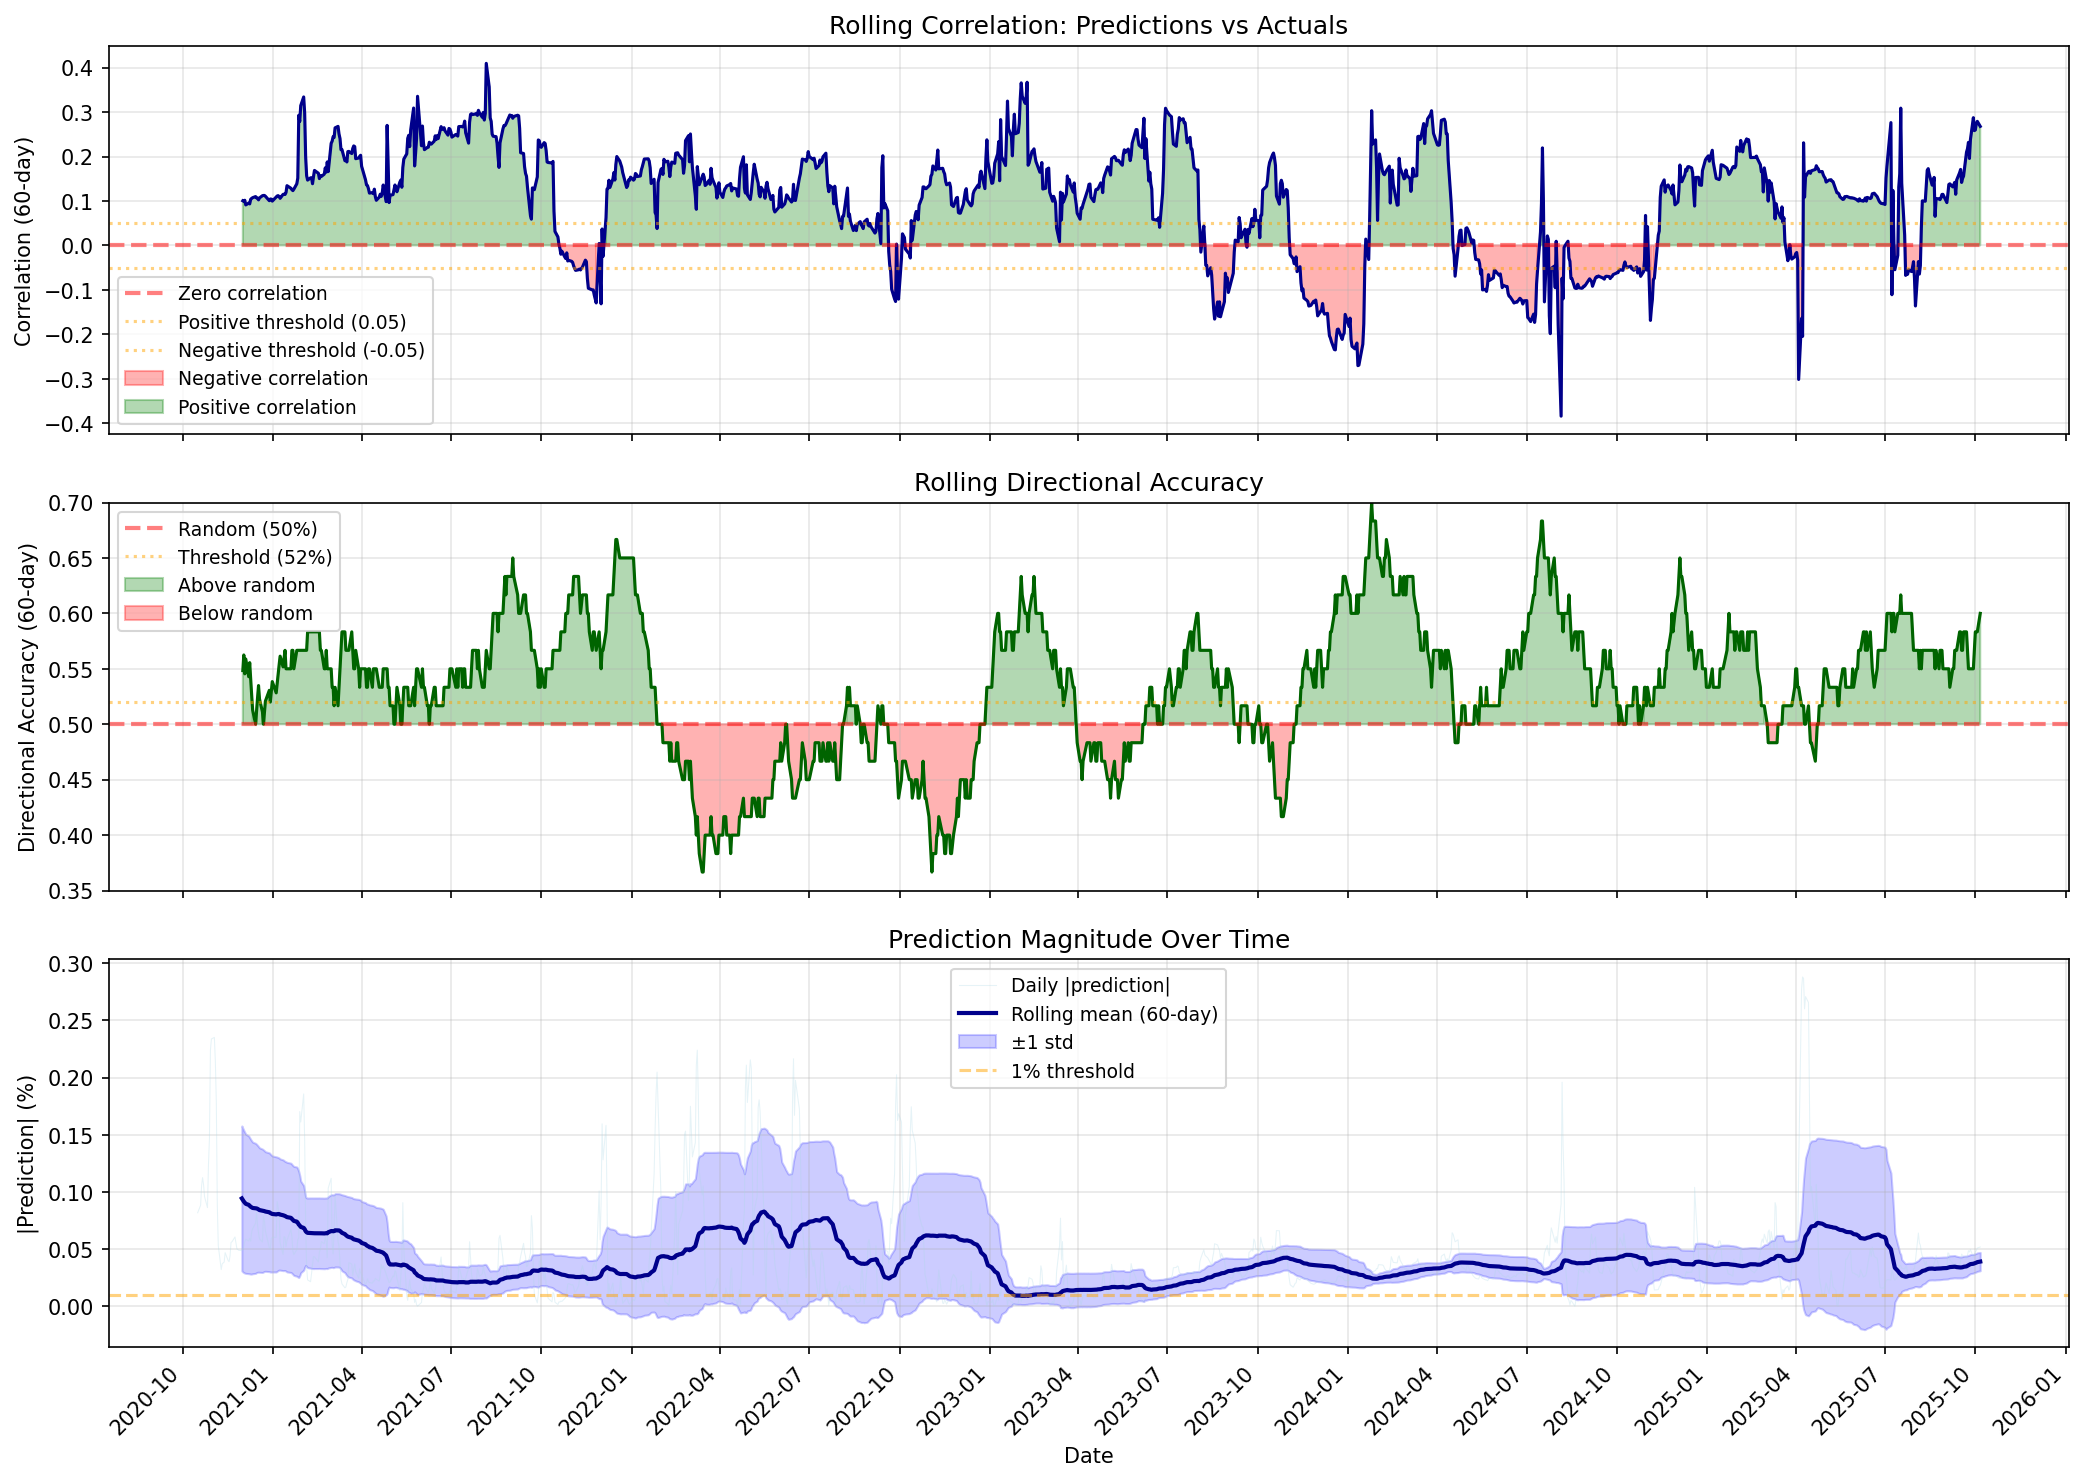 Rolling Correlation: Predictions vs Actuals
Correlation (60-day)
0.4
0.3
0.2
0.1
0.0
−0.1
−0.2
−0.3
−0.4
Zero correlation
Positive threshold (0.05)
Negative threshold (-0.05)
Negative correlation
Positive correlation
Rolling Directional Accuracy
Directional Accuracy (60-day)
0.70
0.65
0.60
0.55
0.50
0.45
0.40
0.35
Random (50%)
Threshold (52%)
Above random
Below random
Prediction Magnitude Over Time
|Prediction| (%)
0.30
0.25
0.20
0.15
0.10
0.05
0.00
Daily |prediction|
Rolling mean (60-day)
±1 std
1% threshold
2020-10
2021-01
2021-04
2021-07
2021-10
2022-01
2022-04
2022-07
2022-10
2023-01
2023-04
2023-07
2023-10
2024-01
2024-04
2024-07
2024-10
2025-01
2025-04
2025-07
2025-10
2026-01
Date